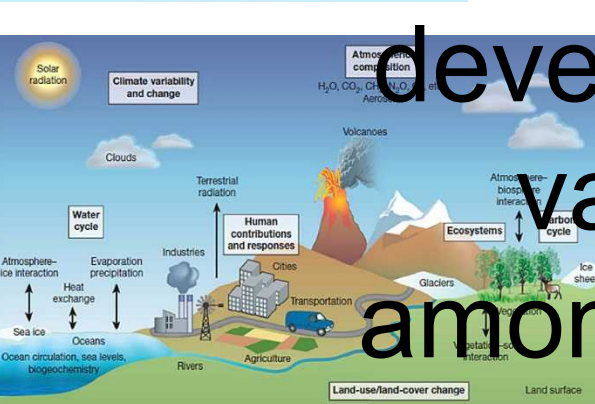 deve
Solar
radiation
Climate variability
and change
Volcanoes
Clouds
Terrestrial
radiation
va
Water
cycle
Human
contributions
and responses
Ecosystems
cycle
Atmosphere–
ice interaction
Evaporation
precipitation
Industries
Cities
Heat
exchange
Glaciers
Ice
Transportation
amon
Sea ice
Oceans
Ocean circulation, sea levels,
biogeochemistry
Rivers
Agriculture
Land-use/land-cover change
Land surface